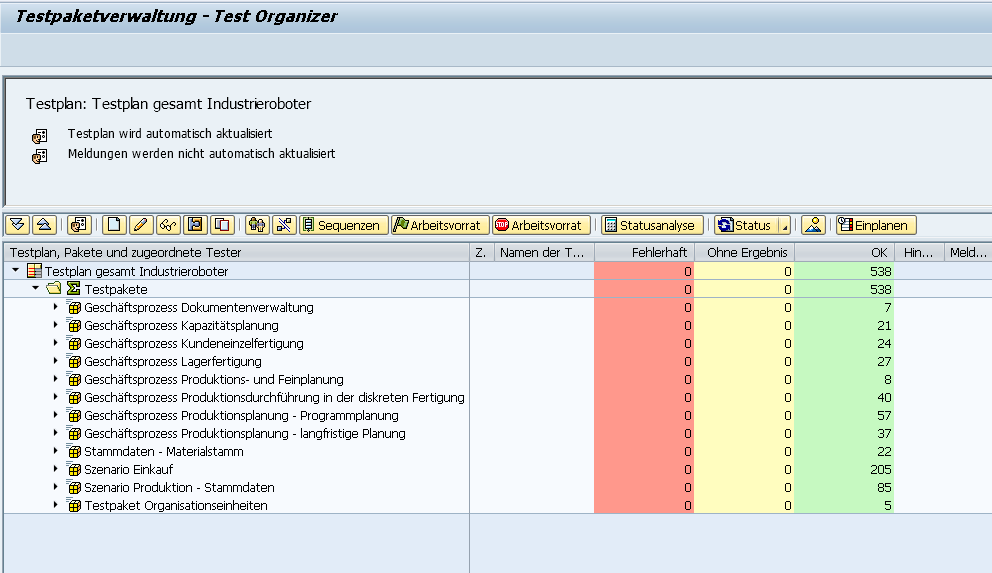 Testpaketverwaltung - Test Organizer
Testplan: Testplan gesamt Industrieroboter
Testplan wird automatisch aktualisiert
Meldungen werden nicht automatisch aktualisiert
Sequenzen Arbeitsvorrat Arbeitsvorrat Statusanalyse Status Einplanen
Testplan, Pakete und zugeordnete Tester Z. Namen der T... Fehlerhaft Ohne Ergebnis OK Hin... Meld...
Testplan gesamt Industrieroboter 0 0 538
Testpakete 0 0 538
Geschäftsprozess Dokumentenverwaltung 0 0 7
Geschäftsprozess Kapazitätsplanung 0 0 21
Geschäftsprozess Kundeneinzelfertigung 0 0 24
Geschäftsprozess Lagerfertigung 0 0 27
Geschäftsprozess Produktions- und Feinplanung 0 0 8
Geschäftsprozess Produktionsdurchführung in der diskreten Fertigung 0 0 40
Geschäftsprozess Produktionsplanung - Programmplanung 0 0 57
Geschäftsprozess Produktionsplanung - langfristige Planung 0 0 37
Stammdaten - Materialstamm 0 0 22
Szenario Einkauf 0 0 205
Szenario Produktion - Stammdaten 0 0 85
Testpaket Organisationseinheiten 0 0 5